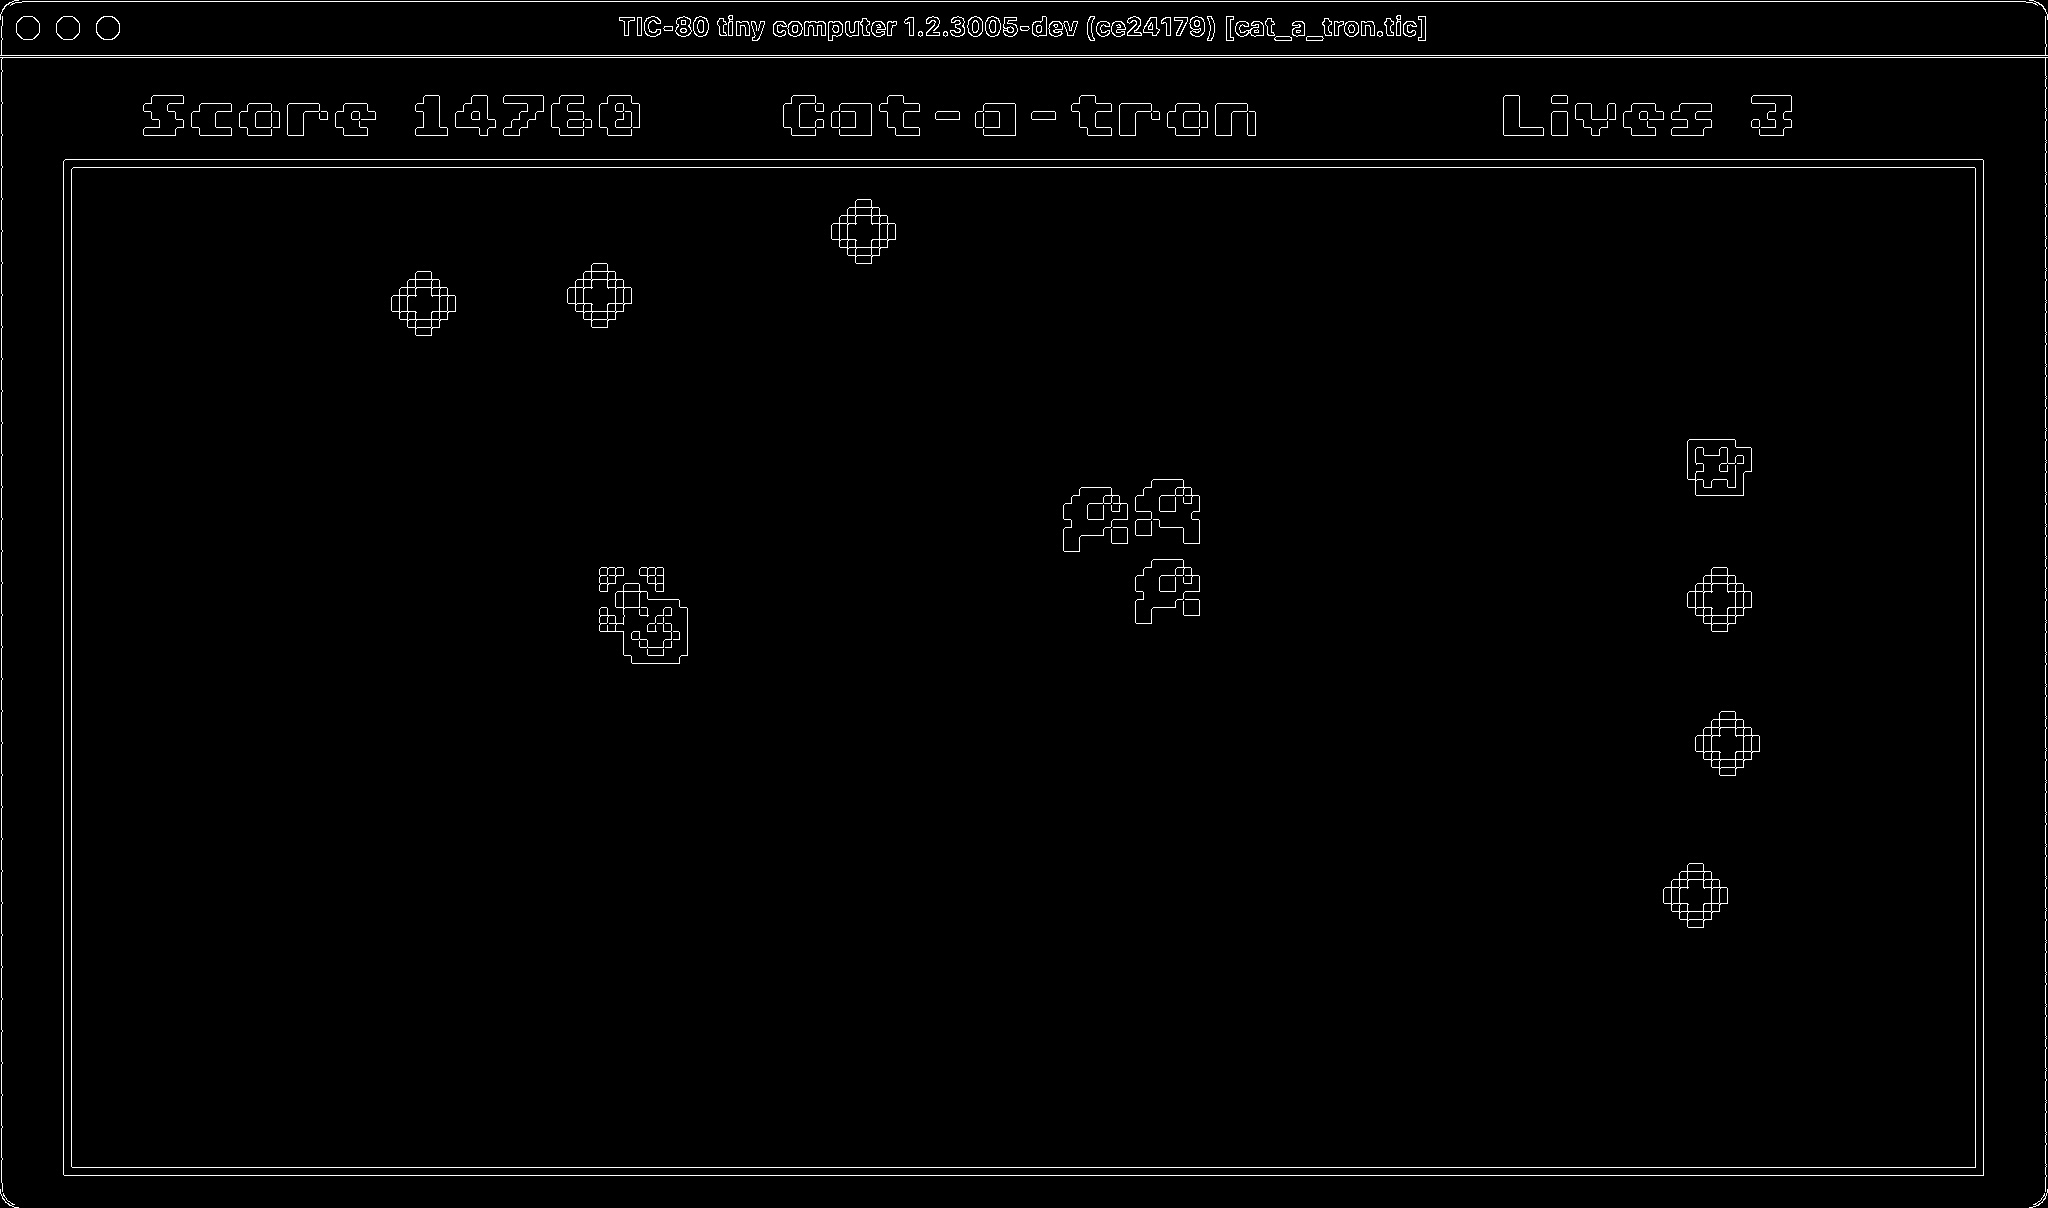 TIC-80 tiny computer 1.2.3005-dev (ce24179) [cat_a_tron.tic]
Score 14760 Cat-a-tron Lives 3